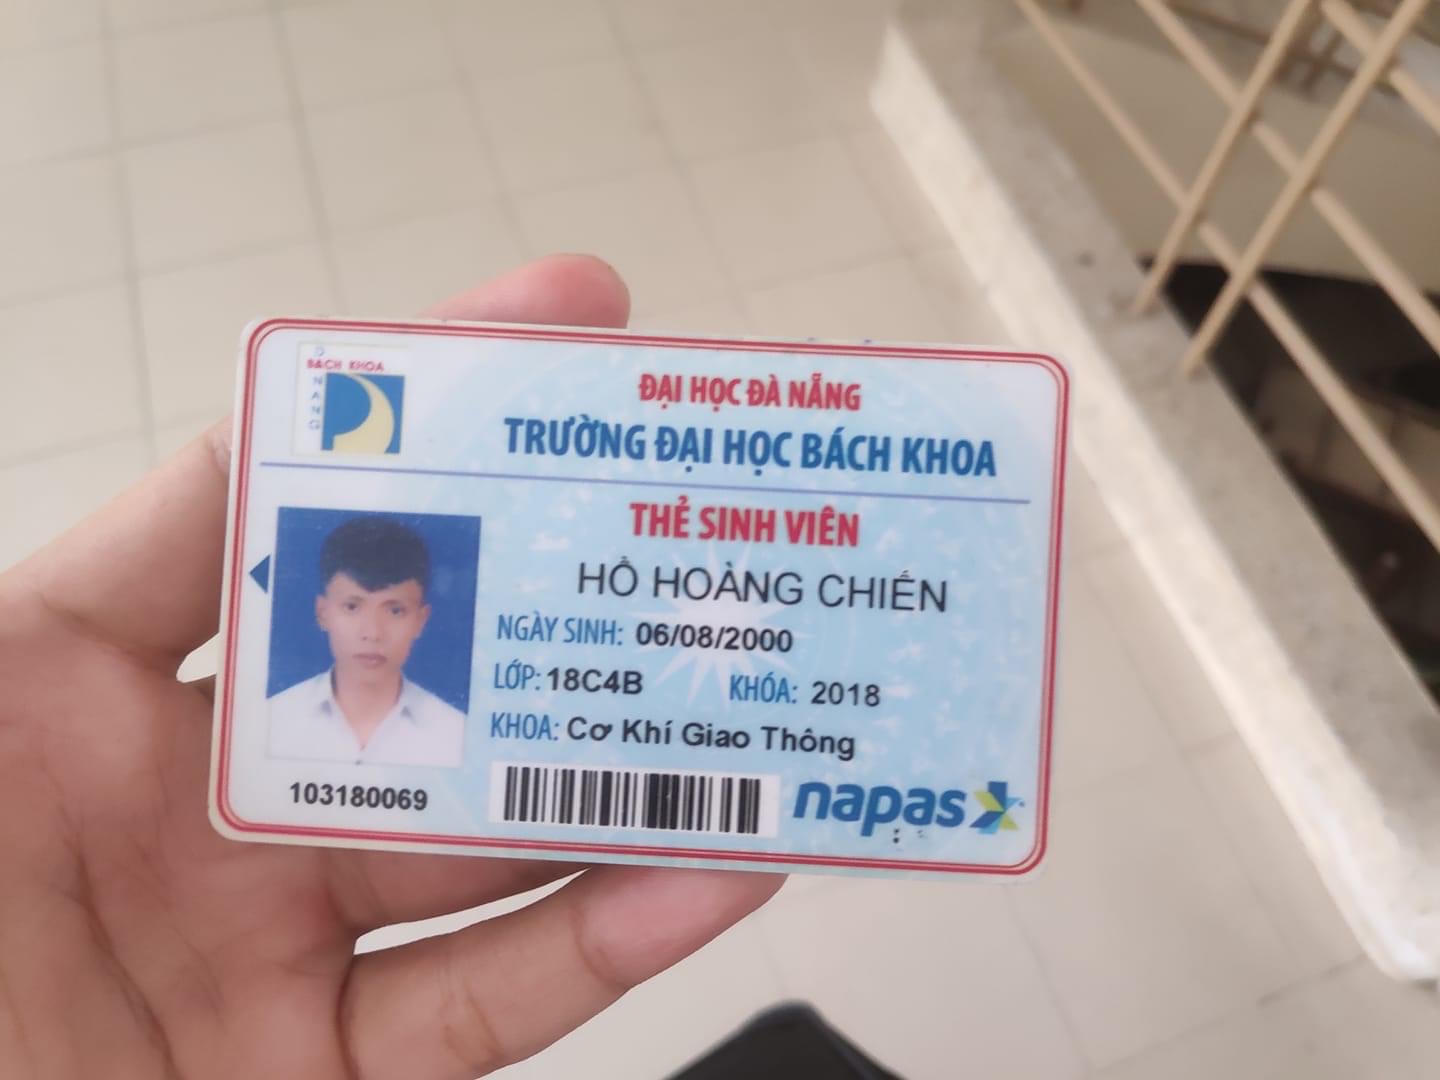 BÁCH KHOA
ĐÀ NẴNG
ĐẠI HỌC ĐÀ NẴNG
TRƯỜNG ĐẠI HỌC BÁCH KHOA
THẺ SINH VIÊN
HỒ HOÀNG CHIẾN
NGÀY SINH: 06/08/2000
LỚP: 18C4B KHÓA: 2018
KHOA: Cơ Khí Giao Thông
103180069
napas